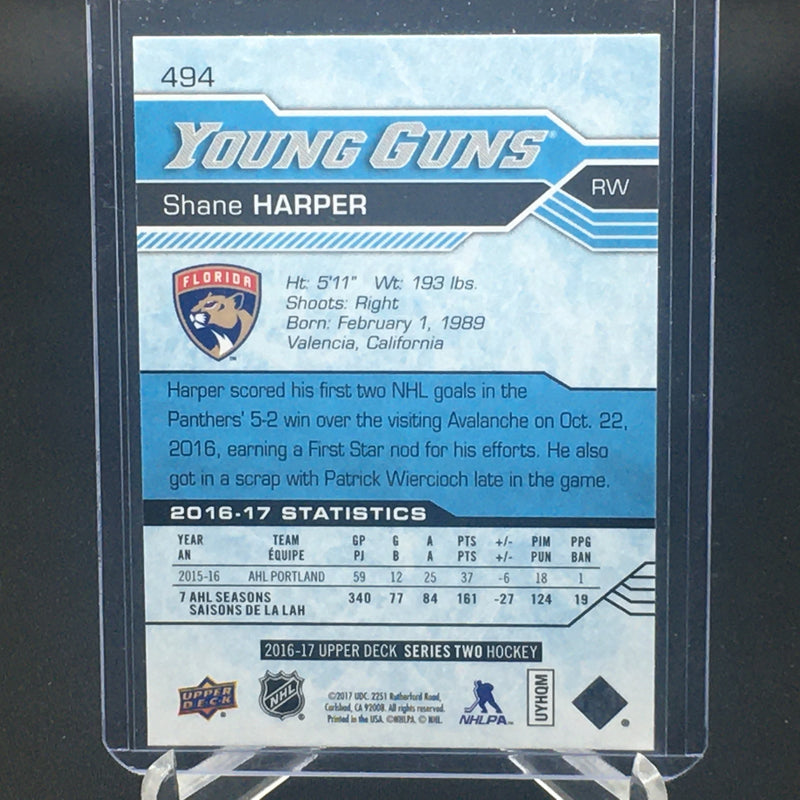 494
YOUNG GUNS®
Shane HARPER
RW
FLORIDA
Ht: 5'11" Wt: 193 lbs.
Shoots: Right
Born: February 1, 1989
Valencia, California
Harper scored his first two NHL goals in the
Panthers' 5-2 win over the visiting Avalanche on Oct. 22,
2016, earning a First Star nod for his efforts. He also
got in a scrap with Patrick Wiercioch late in the game.
2016-17 STATISTICS
YEAR TEAM GP G A PTS +/- PIM PPG
AN ÉQUIPE PJ B A PTS +/- PUN BAN
2015-16 AHL PORTLAND 59 12 25 37 -6 18 1
7 AHL SEASONS 340 77 84 161 -27 124 19
SAISONS DE LA LAH
2016-17 UPPER DECK SERIES TWO HOCKEY
UPPER DECK
NHL
©2017 UDC. 2251 Rutherford Road,
Carlsbad, CA 92008. All rights reserved.
Printed in the USA. ©NHLPA. © NHL.
NHLPA™
UYHQM